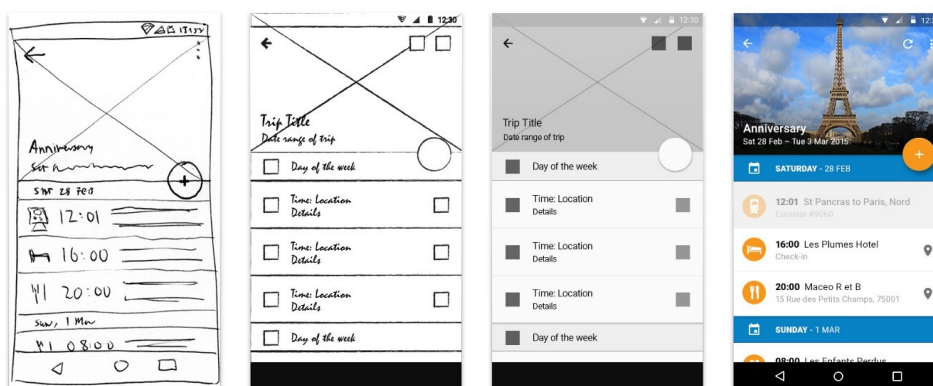 Anniversary
Sat
SAT 28 FEB
12:01
16:00
20:00
Sun, 1 Mar
08:00
12:30
Trip Title
Date range of trip
Day of the week
Time: Location
Details
Time: Location
Details
Time: Location
Details
Day of the week
12:30
Trip Title
Date range of trip
Day of the week
Time: Location
Details
Time: Location
Details
Time: Location
Details
Day of the week
Anniversary
Sat 28 Feb – Tue 3 Mar 2015
+
SATURDAY - 28 FEB
12:01 St Pancras to Paris, Nord
Eurostar #9060
16:00 Les Plumes Hotel
Check-in
20:00 Maceo R et B
15 Rue des Petits Champs, 75001
SUNDAY - 1 MAR
08:00 Les Enfants Perdus